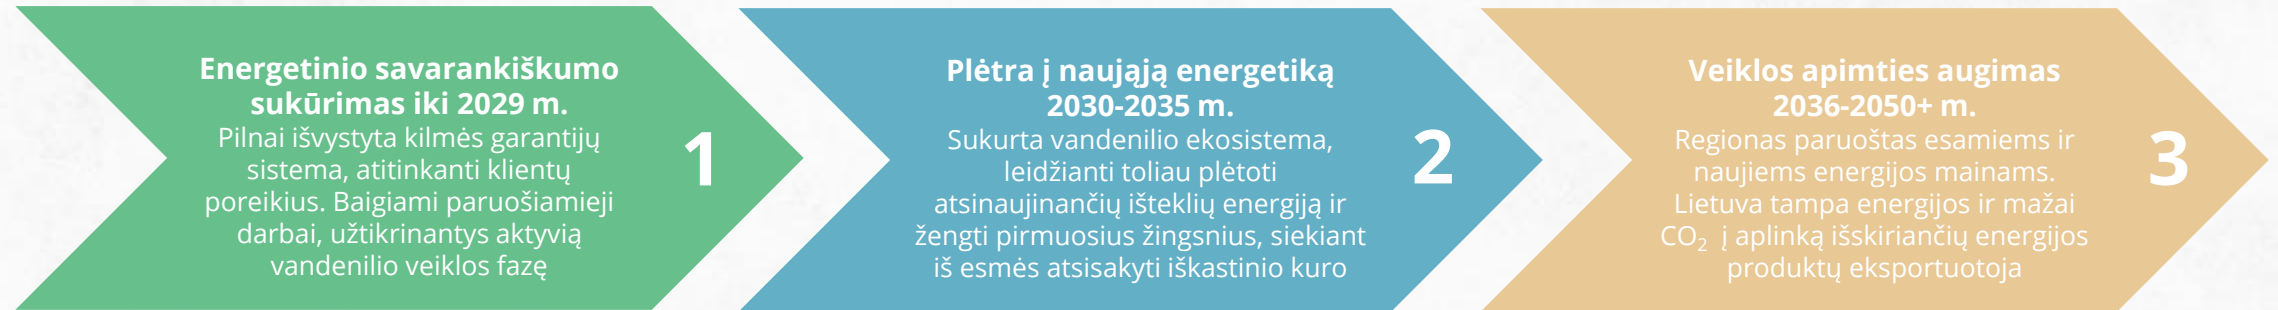 Energetinio savarankiškumo
sukūrimas iki 2029 m.
Pilnai išvystyta kilmės garantijų
sistema, atitinkanti klientų
poreikius. Baigiami paruošiamieji
darbai, užtikrinantys aktyvią
vandenilio veiklos fazę
1
Plėtra į naująją energetiką
2030-2035 m.
Sukurta vandenilio ekosistema,
leidžianti toliau plėtoti
atsinaujinančių išteklių energiją ir
žengti pirmuosius žingsnius, siekiant
iš esmės atsisakyti iškastinio kuro
2
Veiklos apimties augimas
2036-2050+ m.
Regionas paruoštas esamiems ir
naujiems energijos mainams.
Lietuva tampa energijos ir mažai
CO₂ į aplinką išskiriančių energijos
produktų eksportuotoja
3